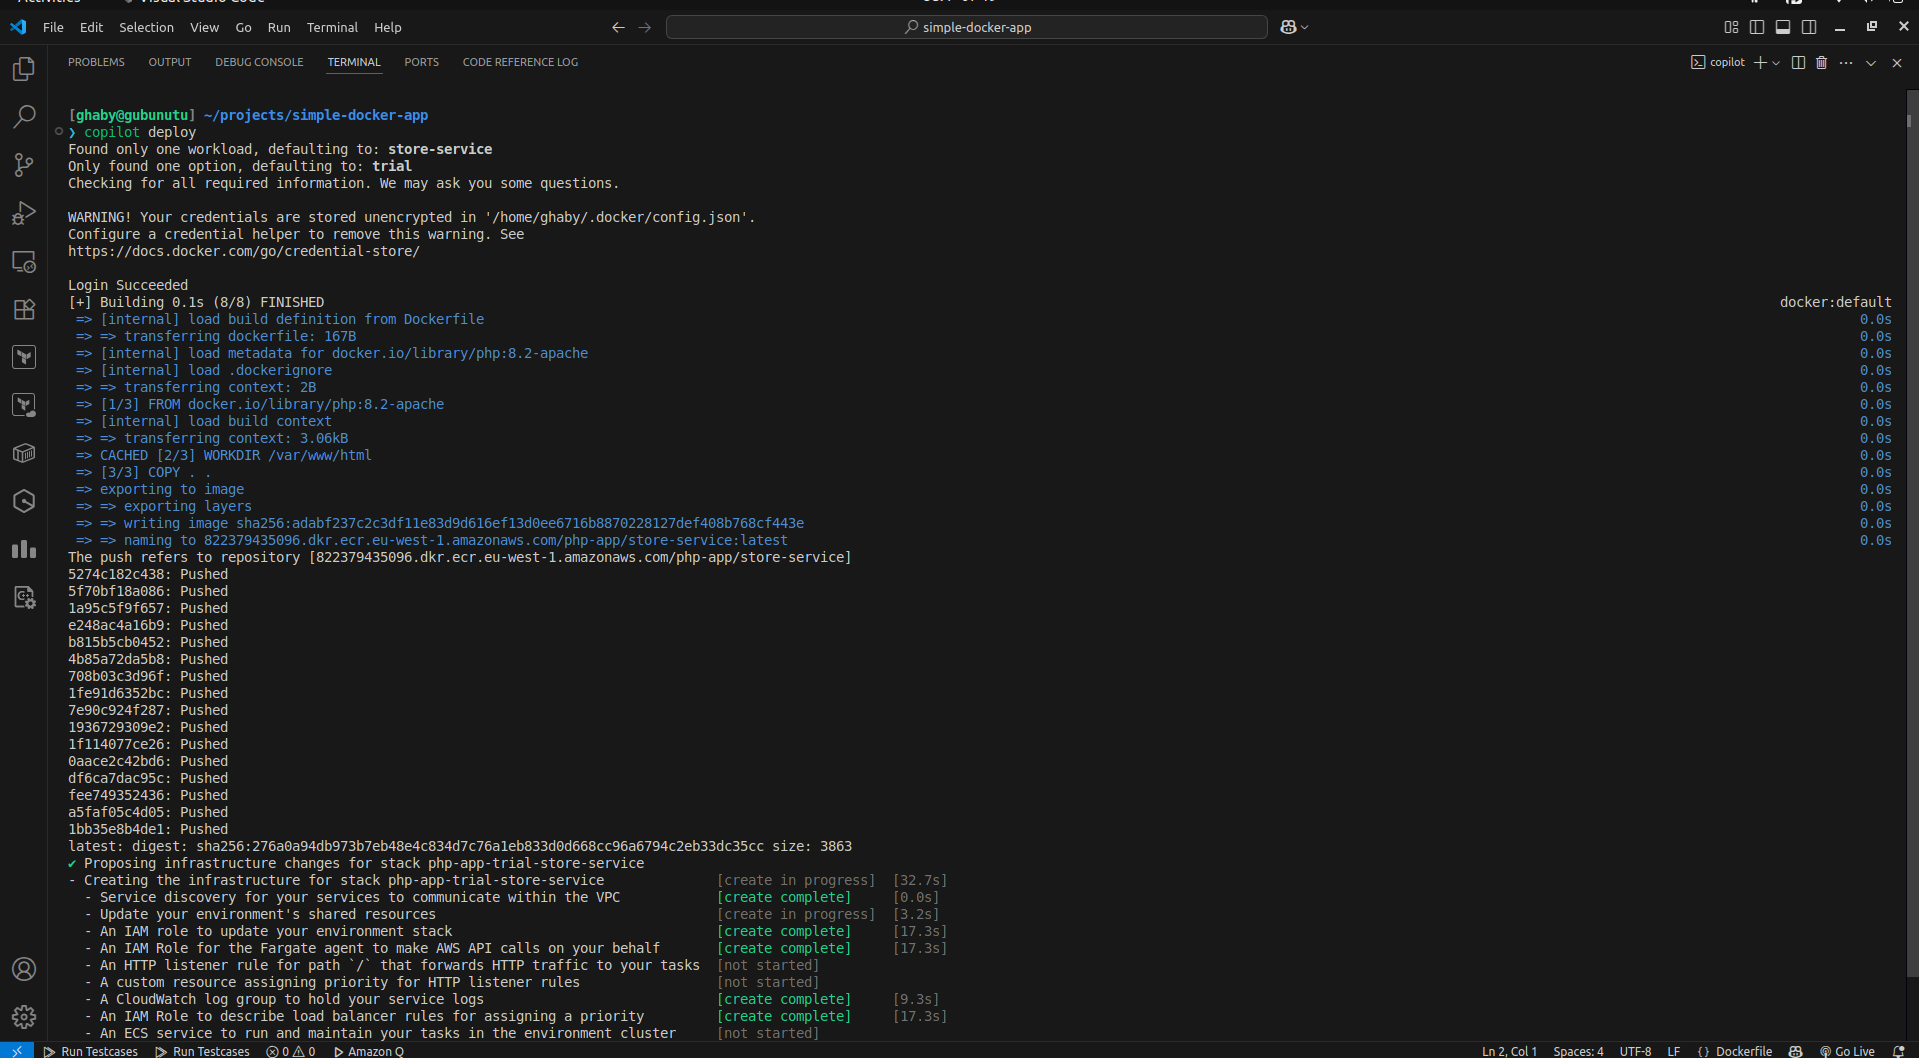 Activities Visual Studio Code
File Edit Selection View Go Run Terminal Help simple-docker-app
PROBLEMS OUTPUT DEBUG CONSOLE TERMINAL PORTS CODE REFERENCE LOG copilot
[ghaby@gubunutu] ~/projects/simple-docker-app
❯ copilot deploy
Found only one workload, defaulting to: store-service
Only found one option, defaulting to: trial
Checking for all required information. We may ask you some questions.
WARNING! Your credentials are stored unencrypted in '/home/ghaby/.docker/config.json'.
Configure a credential helper to remove this warning. See
https://docs.docker.com/go/credential-store/
Login Succeeded
[+] Building 0.1s (8/8) FINISHED docker:default
=> [internal] load build definition from Dockerfile 0.0s
=> => transferring dockerfile: 167B 0.0s
=> [internal] load metadata for docker.io/library/php:8.2-apache 0.0s
=> [internal] load .dockerignore 0.0s
=> => transferring context: 2B 0.0s
=> [1/3] FROM docker.io/library/php:8.2-apache 0.0s
=> [internal] load build context 0.0s
=> => transferring context: 3.06kB 0.0s
=> CACHED [2/3] WORKDIR /var/www/html 0.0s
=> [3/3] COPY . . 0.0s
=> exporting to image 0.0s
=> => exporting layers 0.0s
=> => writing image sha256:adabf237c2c3df11e83d9d616ef13d0ee6716b8870228127def408b768cf443e 0.0s
=> => naming to 822379435096.dkr.ecr.eu-west-1.amazonaws.com/php-app/store-service:latest 0.0s
The push refers to repository [822379435096.dkr.ecr.eu-west-1.amazonaws.com/php-app/store-service]
5274c182c438: Pushed
5f70bf18a086: Pushed
1a95c5f9f657: Pushed
e248ac4a16b9: Pushed
b815b5cb0452: Pushed
4b85a72da5b8: Pushed
708b03c3d96f: Pushed
1fe91d6352bc: Pushed
7e90c924f287: Pushed
1936729309e2: Pushed
1f114077ce26: Pushed
0aace2c42bd6: Pushed
df6ca7dac95c: Pushed
fee749352436: Pushed
a5faf05c4d05: Pushed
1bb35e8b4de1: Pushed
latest: digest: sha256:276a0a94db973b7eb48e4c834d7c76a1eb833d0d668cc96a6794c2eb33dc35cc size: 3863
✔ Proposing infrastructure changes for stack php-app-trial-store-service
- Creating the infrastructure for stack php-app-trial-store-service [create in progress] [32.7s]
- Service discovery for your services to communicate within the VPC [create complete] [0.0s]
- Update your environment's shared resources [create in progress] [3.2s]
- An IAM role to update your environment stack [create complete] [17.3s]
- An IAM Role for the Fargate agent to make AWS API calls on your behalf [create complete] [17.3s]
- An HTTP listener rule for path `/` that forwards HTTP traffic to your tasks [not started]
- A custom resource assigning priority for HTTP listener rules [not started]
- A CloudWatch log group to hold your service logs [create complete] [9.3s]
- An IAM Role to describe load balancer rules for assigning a priority [create complete] [17.3s]
- An ECS service to run and maintain your tasks in the environment cluster [not started]
Run Testcases Run Testcases 0 0 Amazon Q Ln 2, Col 1 Spaces: 4 UTF-8 LF {} Dockerfile Go Live